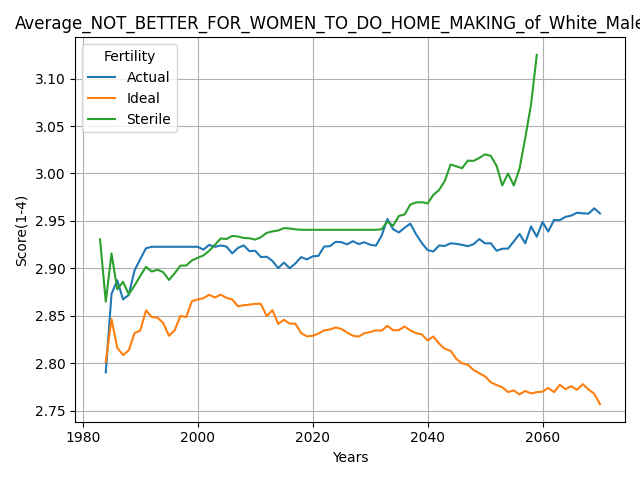 Average_NOT_BETTER_FOR_WOMEN_TO_DO_HOME_MAKING_of_White_Male
Fertility
Actual
Ideal
Sterile
Score(1-4)
3.10
3.05
3.00
2.95
2.90
2.85
2.80
2.75
1980 2000 2020 2040 2060
Years